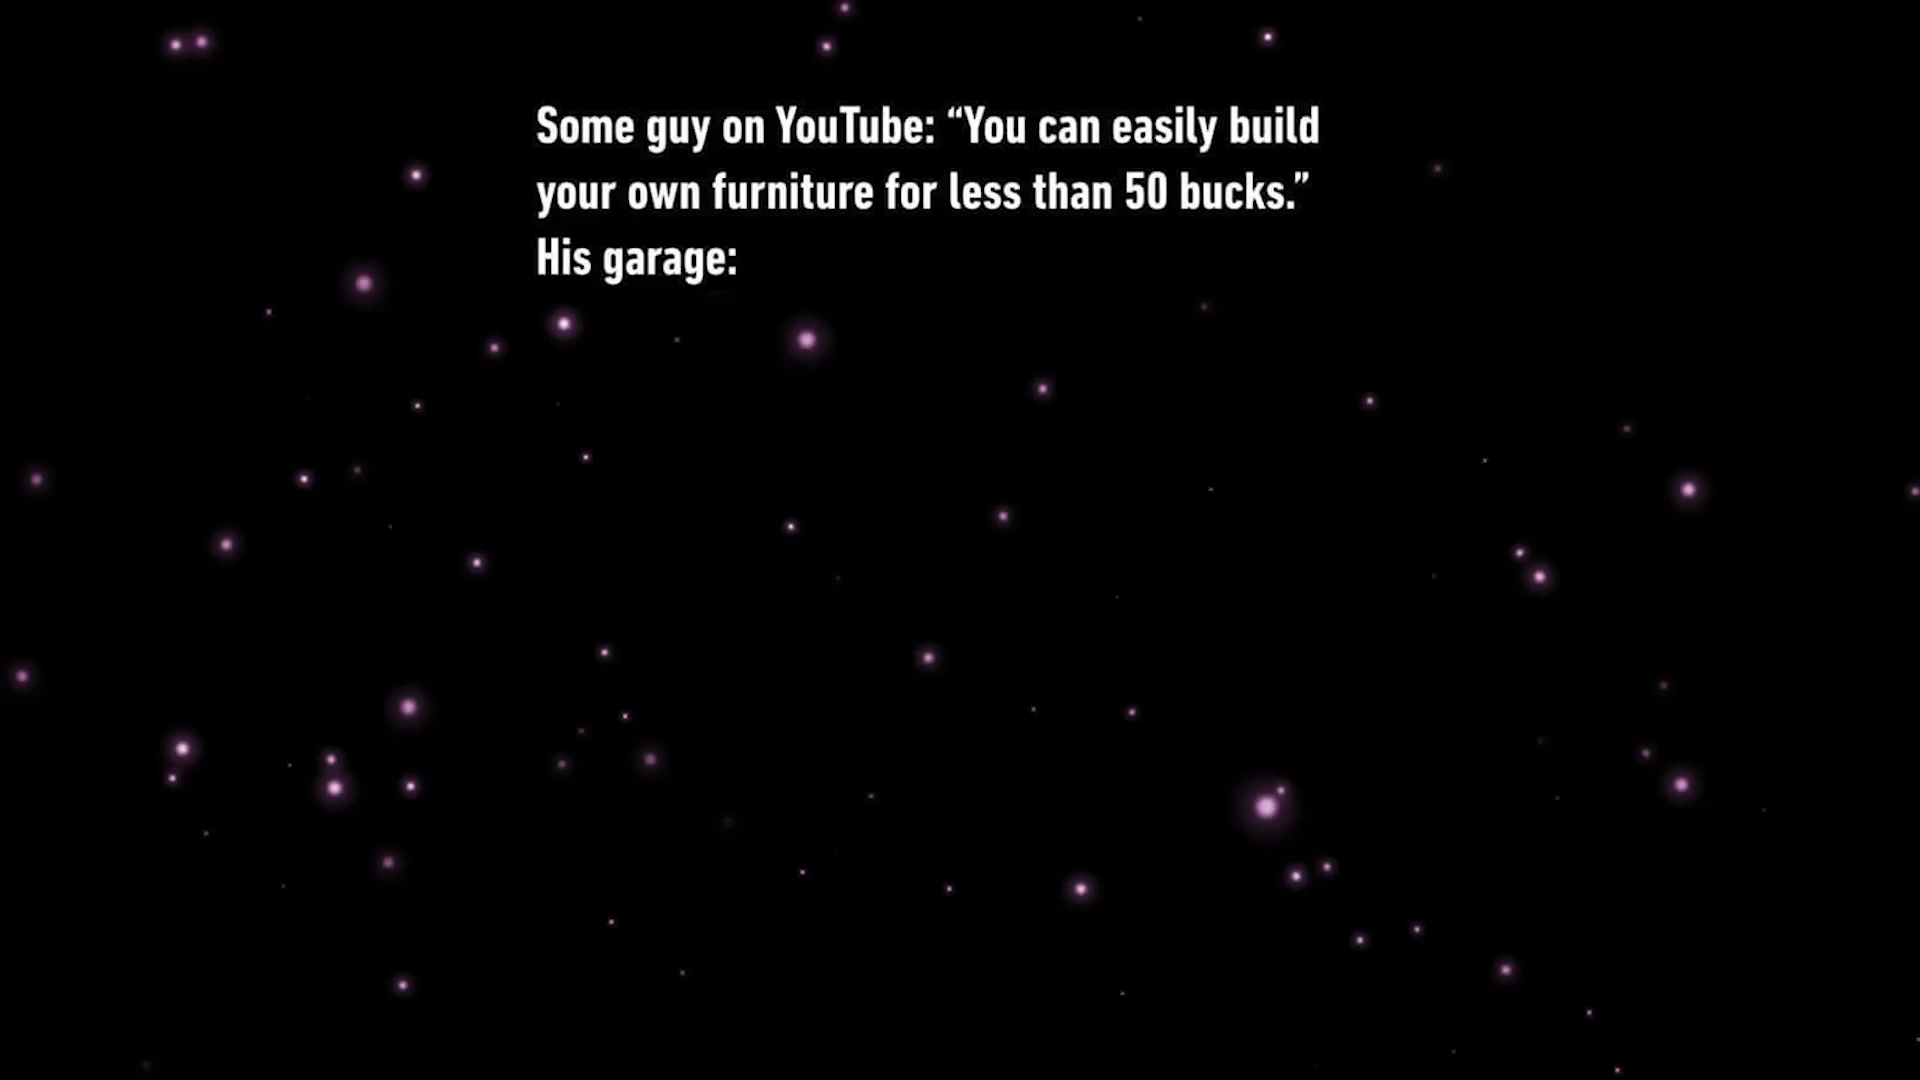 Some guy on YouTube: “You can easily build
your own furniture for less than 50 bucks.”
His garage: